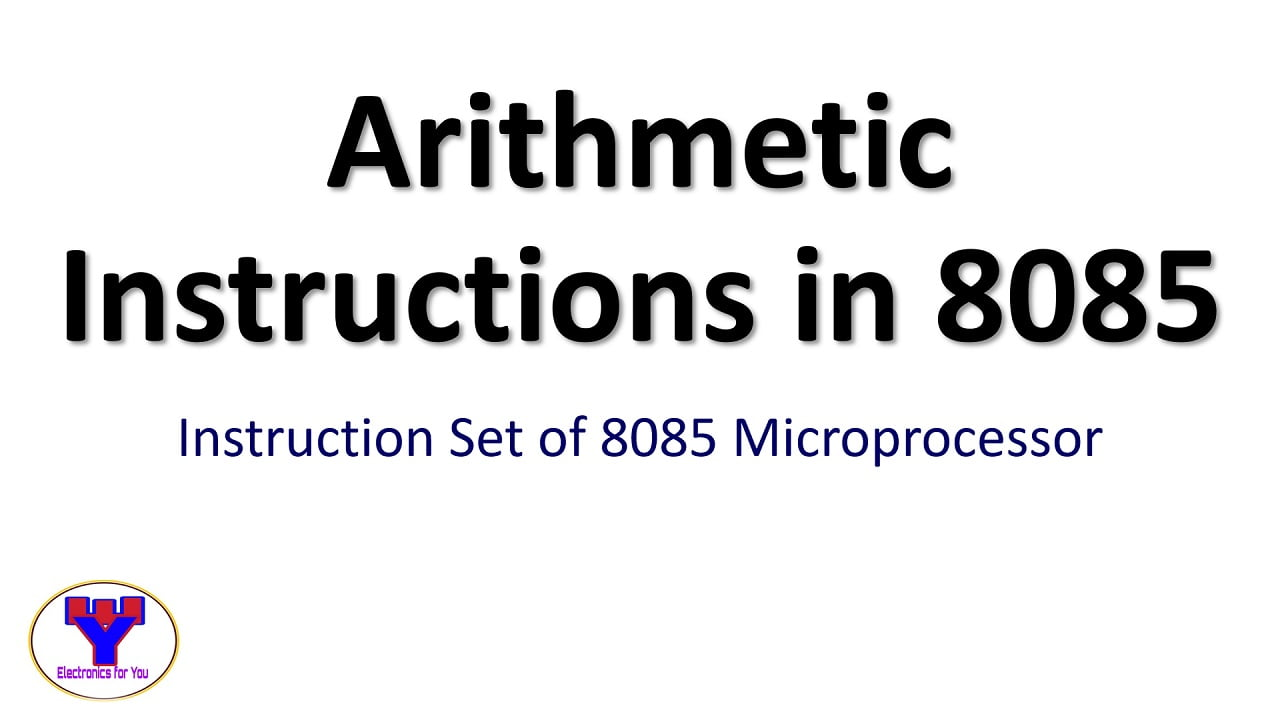 Arithmetic
Instructions in 8085
Instruction Set of 8085 Microprocessor
Y
Electronics for You